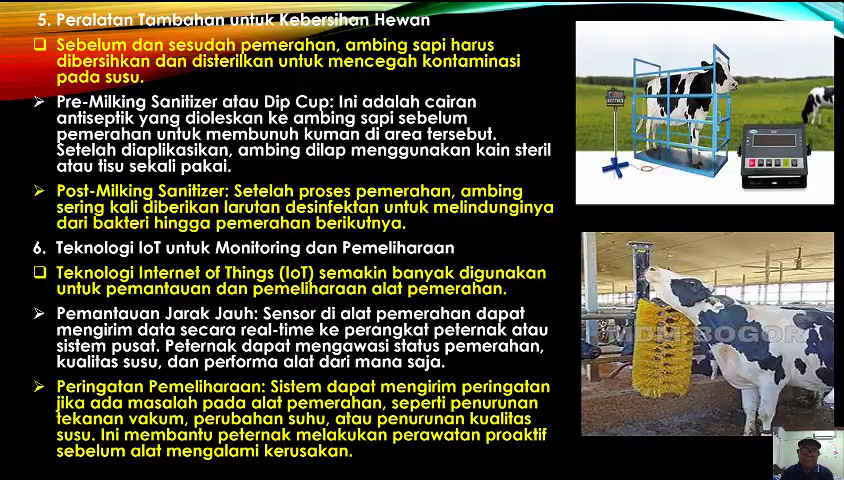 5. Peralatan Tambahan untuk Kebersihan Hewan
Sebelum dan sesudah pemerahan, ambing sapi harus
dibersihkan dan disterilkan untuk mencegah kontaminasi
pada susu.
Pre-Milking Sanitizer atau Dip Cup: Ini adalah cairan
antiseptik yang dioleskan ke ambing sapi sebelum
pemerahan untuk membunuh kuman di area tersebut.
Setelah diaplikasikan, ambing dilap menggunakan kain steril
atau tisu sekali pakai.
Post-Milking Sanitizer: Setelah proses pemerahan, ambing
sering kali diberikan larutan desinfektan untuk melindunginya
dari bakteri hingga pemerahan berikutnya.
6. Teknologi IoT untuk Monitoring dan Pemeliharaan
Teknologi Internet of Things (IoT) semakin banyak digunakan
untuk pemantauan dan pemeliharaan alat pemerahan.
Pemantauan Jarak Jauh: Sensor di alat pemerahan dapat
mengirim data secara real-time ke perangkat peternak atau
sistem pusat. Peternak dapat mengawasi status pemerahan,
kualitas susu, dan performa alat dari mana saja.
Peringatan Pemeliharaan: Sistem dapat mengirim peringatan
jika ada masalah pada alat pemerahan, seperti penurunan
tekanan vakum, perubahan suhu, atau penurunan kualitas
susu. Ini membantu peternak melakukan perawatan proaktif
sebelum alat mengalami kerusakan.
MDM BOGOR